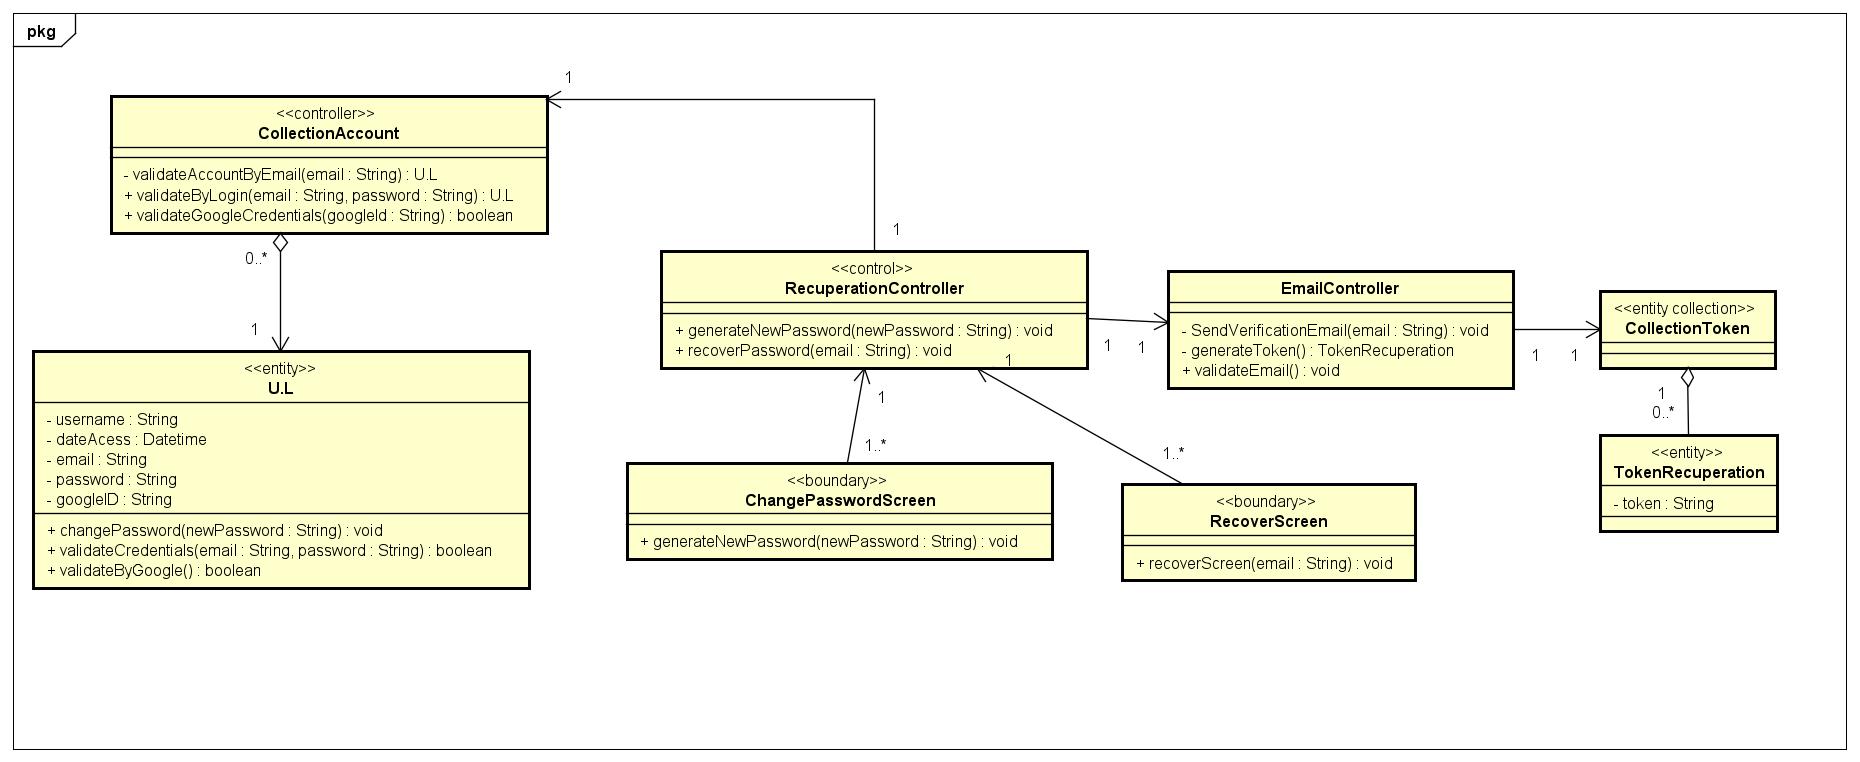 pkg
1
<<controller>>
CollectionAccount
- validateAccountByEmail(email : String) : U.L
+ validateByLogin(email : String, password : String) : U.L
+ validateGoogleCredentials(googleId : String) : boolean
0..*
1
<<entity>>
U.L
- username : String
- dateAcess : Datetime
- email : String
- password : String
- googleID : String
+ changePassword(newPassword : String) : void
+ validateCredentials(email : String, password : String) : boolean
+ validateByGoogle() : boolean
1
<<control>>
RecuperationController
+ generateNewPassword(newPassword : String) : void
+ recoverPassword(email : String) : void
1
1
1
1
1..*
1..*
<<boundary>>
ChangePasswordScreen
+ generateNewPassword(newPassword : String) : void
<<boundary>>
RecoverScreen
+ recoverScreen(email : String) : void
EmailController
- SendVerificationEmail(email : String) : void
- generateToken() : TokenRecuperation
+ validateEmail() : void
1
1
<<entity collection>>
CollectionToken
1
0..*
<<entity>>
TokenRecuperation
- token : String